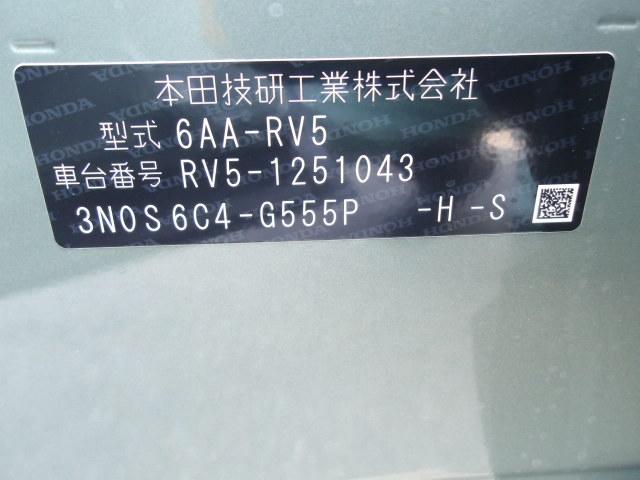 本田技研工業株式会社
型式 6AA-RV5
車台番号 RV5-1251043
3N0S6C4-G555P -H-S